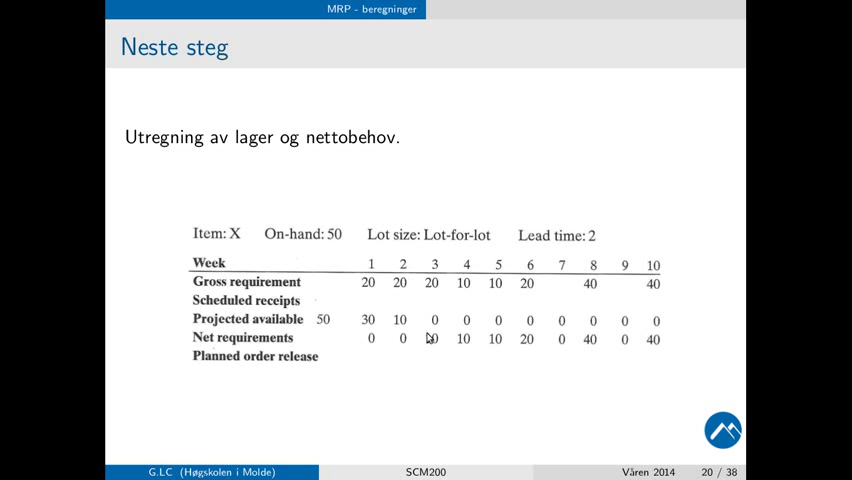 MRP - beregninger
Neste steg
Utregning av lager og nettobehov.
Item: X On-hand: 50 Lot size: Lot-for-lot Lead time: 2
Week 1 2 3 4 5 6 7 8 9 10
Gross requirement 20 20 20 10 10 20 40 40
Scheduled receipts
Projected available 50 30 10 0 0 0 0 0 0 0 0
Net requirements 0 0 10 10 20 0 40 0 40
Planned order release
G.LC (Høgskolen i Molde) SCM200 Våren 2014 20 / 38